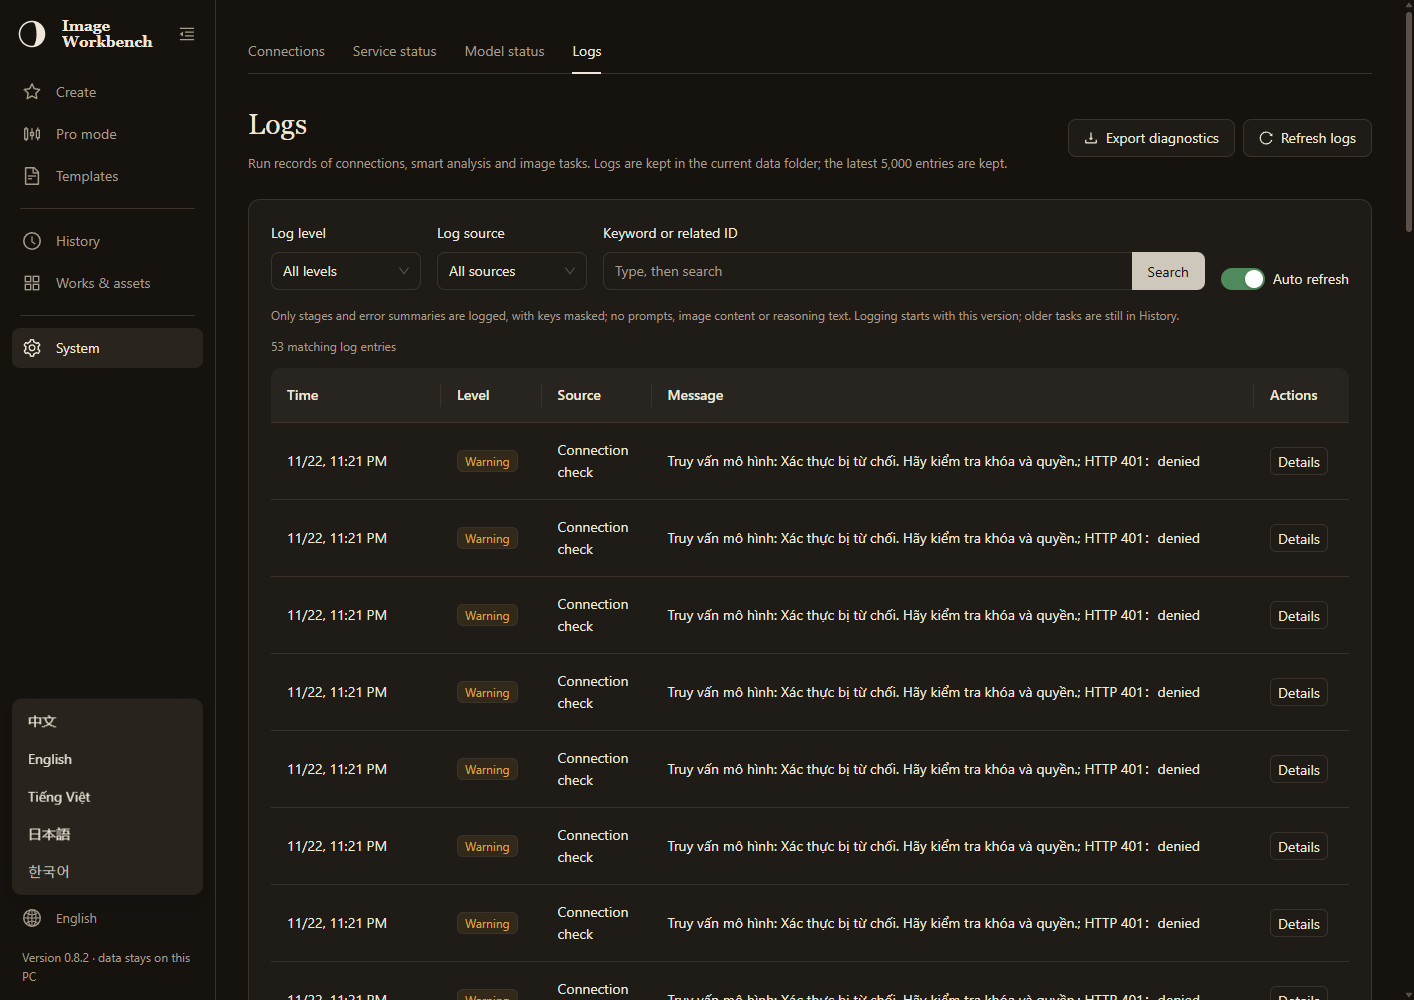 Image
Workbench
Create
Pro mode
Templates
History
Works & assets
System
中文
English
Tiếng Việt
日本語
한국어
English
Version 0.8.2 · data stays on this
PC
Connections Service status Model status Logs
Logs
Run records of connections, smart analysis and image tasks. Logs are kept in the current data folder; the latest 5,000 entries are kept.
Export diagnostics Refresh logs
Log level Log source Keyword or related ID
All levels All sources Type, then search Search Auto refresh
Only stages and error summaries are logged, with keys masked; no prompts, image content or reasoning text. Logging starts with this version; older tasks are still in History.
53 matching log entries
Time Level Source Message Actions
11/22, 11:21 PM Warning Connection check Truy vấn mô hình: Xác thực bị từ chối. Hãy kiểm tra khóa và quyền.; HTTP 401：denied Details
11/22, 11:21 PM Warning Connection check Truy vấn mô hình: Xác thực bị từ chối. Hãy kiểm tra khóa và quyền.; HTTP 401：denied Details
11/22, 11:21 PM Warning Connection check Truy vấn mô hình: Xác thực bị từ chối. Hãy kiểm tra khóa và quyền.; HTTP 401：denied Details
11/22, 11:21 PM Warning Connection check Truy vấn mô hình: Xác thực bị từ chối. Hãy kiểm tra khóa và quyền.; HTTP 401：denied Details
11/22, 11:21 PM Warning Connection check Truy vấn mô hình: Xác thực bị từ chối. Hãy kiểm tra khóa và quyền.; HTTP 401：denied Details
11/22, 11:21 PM Warning Connection check Truy vấn mô hình: Xác thực bị từ chối. Hãy kiểm tra khóa và quyền.; HTTP 401：denied Details
11/22, 11:21 PM Warning Connection check Truy vấn mô hình: Xác thực bị từ chối. Hãy kiểm tra khóa và quyền.; HTTP 401：denied Details
Connection